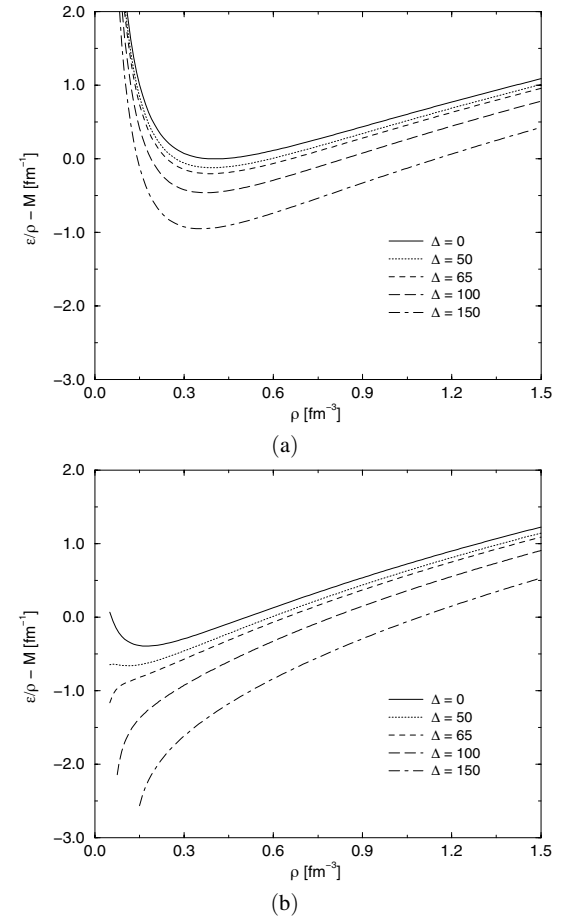 2.0
1.0
0.0
−1.0
−2.0
−3.0
ε/ρ − M [fm⁻¹]
Δ = 0
Δ = 50
Δ = 65
Δ = 100
Δ = 150
0.0 0.3 0.6 0.9 1.2 1.5
ρ [fm⁻³]
(a)
2.0
1.0
0.0
−1.0
−2.0
−3.0
ε/ρ − M [fm⁻¹]
Δ = 0
Δ = 50
Δ = 65
Δ = 100
Δ = 150
0.0 0.3 0.6 0.9 1.2 1.5
ρ [fm⁻³]
(b)